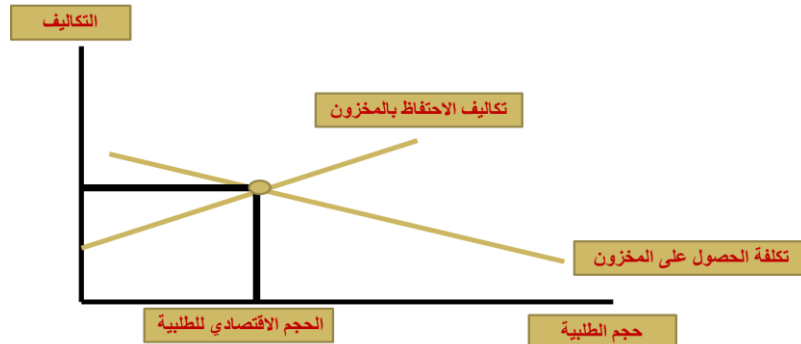 التكاليف
تكاليف الاحتفاظ بالمخزون
تكلفة الحصول على المخزون
الحجم الاقتصادي للطلبية
حجم الطلبية